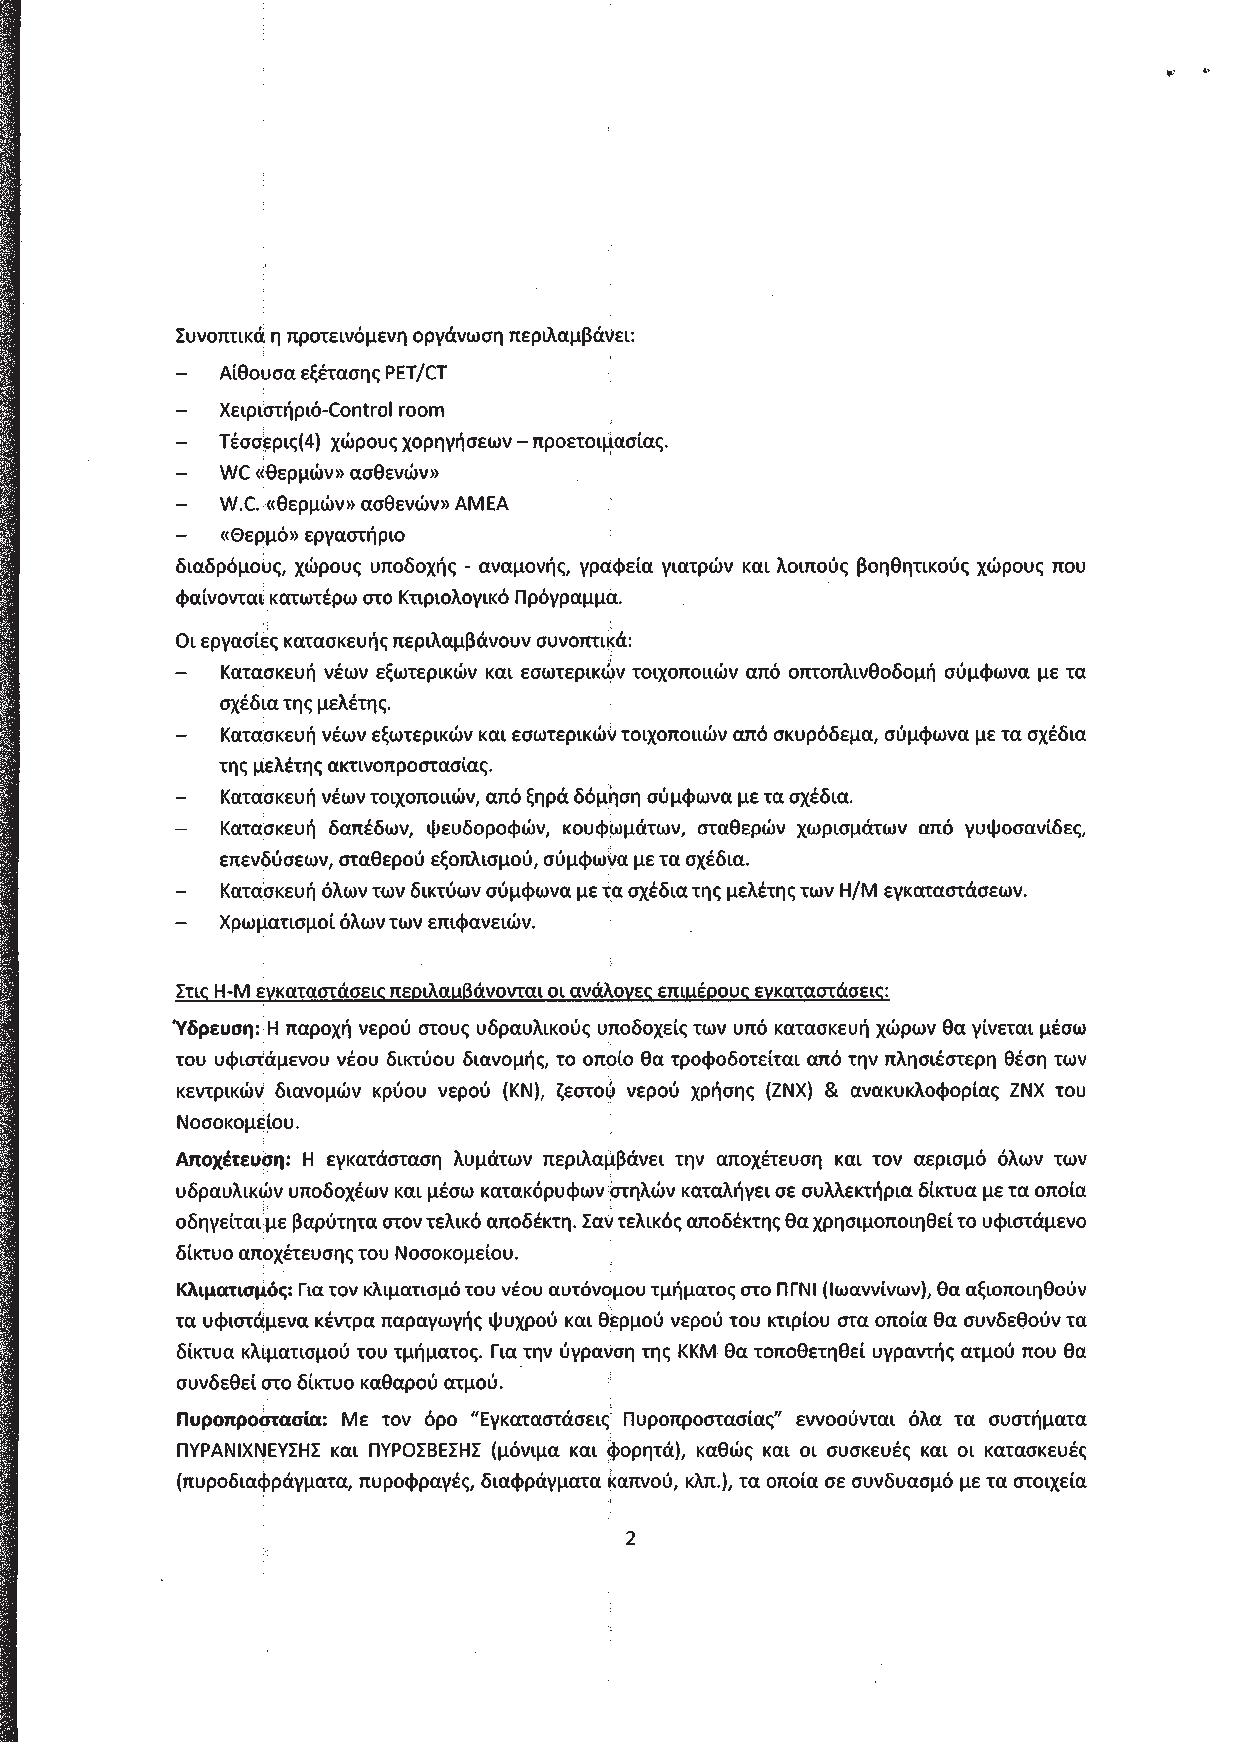 Συνοπτικά η προτεινόμενη οργάνωση περιλαμβάνει:
– Αίθουσα εξέτασης PET/CT
– Χειριστήριό-Control room
– Τέσσερις(4) χώρους χορηγήσεων – προετοιμασίας.
– WC «θερμών» ασθενών»
– W.C. «θερμών» ασθενών» ΑΜΕΑ
– «Θερμό» εργαστήριο
διαδρόμους, χώρους υποδοχής - αναμονής, γραφεία γιατρών και λοιπούς βοηθητικούς χώρους που
φαίνονται κατωτέρω στο Κτιριολογικό Πρόγραμμα.
Οι εργασίες κατασκευής περιλαμβάνουν συνοπτικά:
– Κατασκευή νέων εξωτερικών και εσωτερικών τοιχοποιιών από οπτοπλινθοδομή σύμφωνα με τα
σχέδια της μελέτης.
– Κατασκευή νέων εξωτερικών και εσωτερικών τοιχοποιιών από σκυρόδεμα, σύμφωνα με τα σχέδια
της μελέτης ακτινοπροστασίας.
– Κατασκευή νέων τοιχοποιιών, από ξηρά δόμηση σύμφωνα με τα σχέδια.
– Κατασκευή δαπέδων, ψευδοροφών, κουφωμάτων, σταθερών χωρισμάτων από γυψοσανίδες,
επενδύσεων, σταθερού εξοπλισμού, σύμφωνα με τα σχέδια.
– Κατασκευή όλων των δικτύων σύμφωνα με τα σχέδια της μελέτης των Η/Μ εγκαταστάσεων.
– Χρωματισμοί όλων των επιφανειών.
Στις Η-Μ εγκαταστάσεις περιλαμβάνονται οι ανάλογες επιμέρους εγκαταστάσεις:
Ύδρευση: Η παροχή νερού στους υδραυλικούς υποδοχείς των υπό κατασκευή χώρων θα γίνεται μέσω
του υφιστάμενου νέου δικτύου διανομής, το οποίο θα τροφοδοτείται από την πλησιέστερη θέση των
κεντρικών διανομών κρύου νερού (ΚΝ), ζεστού νερού χρήσης (ΖΝΧ) & ανακυκλοφορίας ΖΝΧ του
Νοσοκομείου.
Αποχέτευση: Η εγκατάσταση λυμάτων περιλαμβάνει την αποχέτευση και τον αερισμό όλων των
υδραυλικών υποδοχέων και μέσω κατακόρυφων στηλών καταλήγει σε συλλεκτήρια δίκτυα με τα οποία
οδηγείται με βαρύτητα στον τελικό αποδέκτη. Σαν τελικός αποδέκτης θα χρησιμοποιηθεί το υφιστάμενο
δίκτυο αποχέτευσης του Νοσοκομείου.
Κλιματισμός: Για τον κλιματισμό του νέου αυτόνομου τμήματος στο ΠΓΝΙ (Ιωαννίνων), θα αξιοποιηθούν
τα υφιστάμενα κέντρα παραγωγής ψυχρού και θερμού νερού του κτιρίου στα οποία θα συνδεθούν τα
δίκτυα κλιματισμού του τμήματος. Για την ύγρανση της ΚΚΜ θα τοποθετηθεί υγραντής ατμού που θα
συνδεθεί στο δίκτυο καθαρού ατμού.
Πυροπροστασία: Με τον όρο "Εγκαταστάσεις Πυροπροστασίας" εννοούνται όλα τα συστήματα
ΠΥΡΑΝΙΧΝΕΥΣΗΣ και ΠΥΡΟΣΒΕΣΗΣ (μόνιμα και φορητά), καθώς και οι συσκευές και οι κατασκευές
(πυροδιαφράγματα, πυροφραγές, διαφράγματα καπνού, κλπ.), τα οποία σε συνδυασμό με τα στοιχεία
2